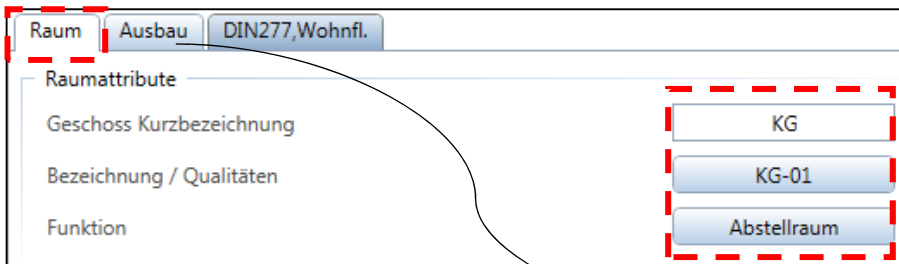 Raum Ausbau DIN277,Wohnfl.
Raumattribute
Geschoss Kurzbezeichnung KG
Bezeichnung / Qualitäten KG-01
Funktion Abstellraum